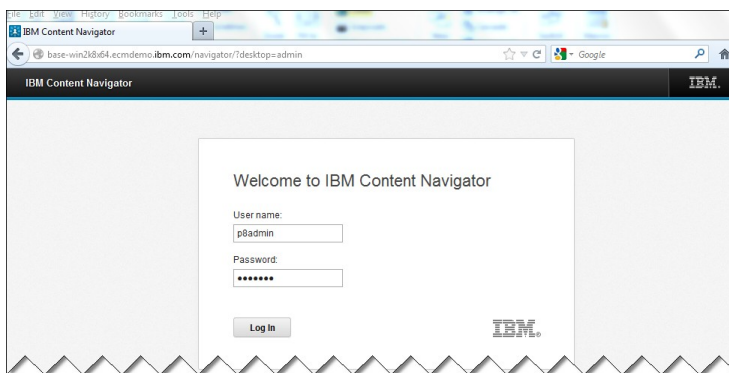 File Edit View History Bookmarks Tools Help
IBM Content Navigator
+
base-win2k8x64.ecmdemo.ibm.com/navigator/?desktop=admin
Google
IBM Content Navigator
IBM.
Welcome to IBM Content Navigator
User name:
p8admin
Password:
•••••••
Log In
IBM®